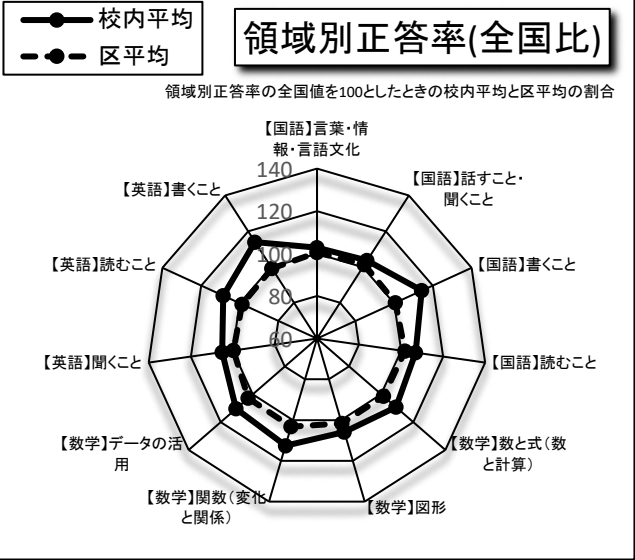 校内平均
区平均
領域別正答率(全国比)
領域別正答率の全国値を100としたときの校内平均と区平均の割合
【国語】言葉・情
報・言語文化
【国語】話すこと・
聞くこと
【国語】書くこと
【国語】読むこと
【数学】数と式(数
と計算)
【数学】図形
【数学】関数(変化
と関係)
【数学】データの活
用
【英語】聞くこと
【英語】読むこと
【英語】書くこと
140
120
100
80
60